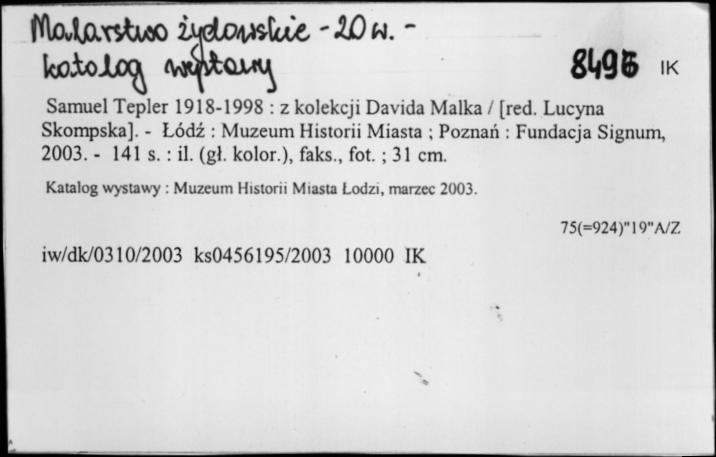 Malarstwo żydowskie - 20 w. -
katalog wystawy
8496 IK
Samuel Tepler 1918-1998 : z kolekcji Davida Malka / [red. Lucyna
Skompska]. - Łódź : Muzeum Historii Miasta ; Poznań : Fundacja Signum,
2003. - 141 s. : il. (gł. kolor.), faks., fot. ; 31 cm.
Katalog wystawy : Muzeum Historii Miasta Łodzi, marzec 2003.
75(=924)"19"A/Z
iw/dk/0310/2003 ks0456195/2003 10000 IK